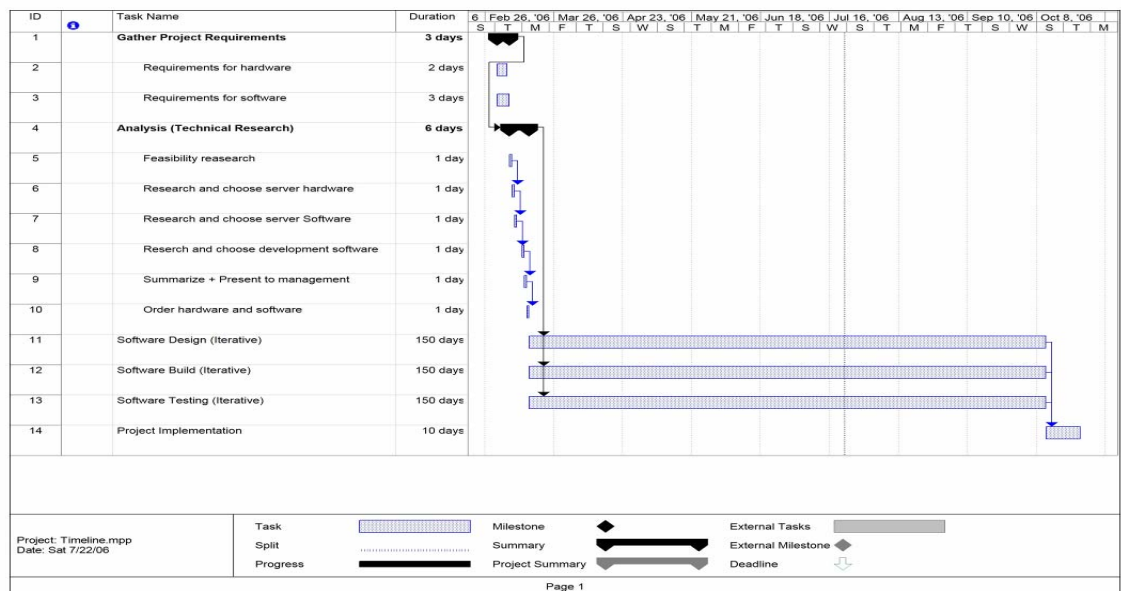 ID Task Name Duration 6 Feb 26, '06 Mar 26, '06 Apr 23, '06 May 21, '06 Jun 18, '06 Jul 16, '06 Aug 13, '06 Sep 10, '06 Oct 8, '06
S T M F T S W S T M F T S W S T M F T S W S T M
1 Gather Project Requirements 3 days
2 Requirements for hardware 2 days
3 Requirements for software 3 days
4 Analysis (Technical Research) 6 days
5 Feasibility reasearch 1 day
6 Research and choose server hardware 1 day
7 Research and choose server Software 1 day
8 Reserch and choose development software 1 day
9 Summarize + Present to management 1 day
10 Order hardware and software 1 day
11 Software Design (Iterative) 150 days
12 Software Build (Iterative) 150 days
13 Software Testing (Iterative) 150 days
14 Project Implementation 10 days
Project: Timeline.mpp
Date: Sat 7/22/06
Task Milestone External Tasks
Split Summary External Milestone
Progress Project Summary Deadline
Page 1